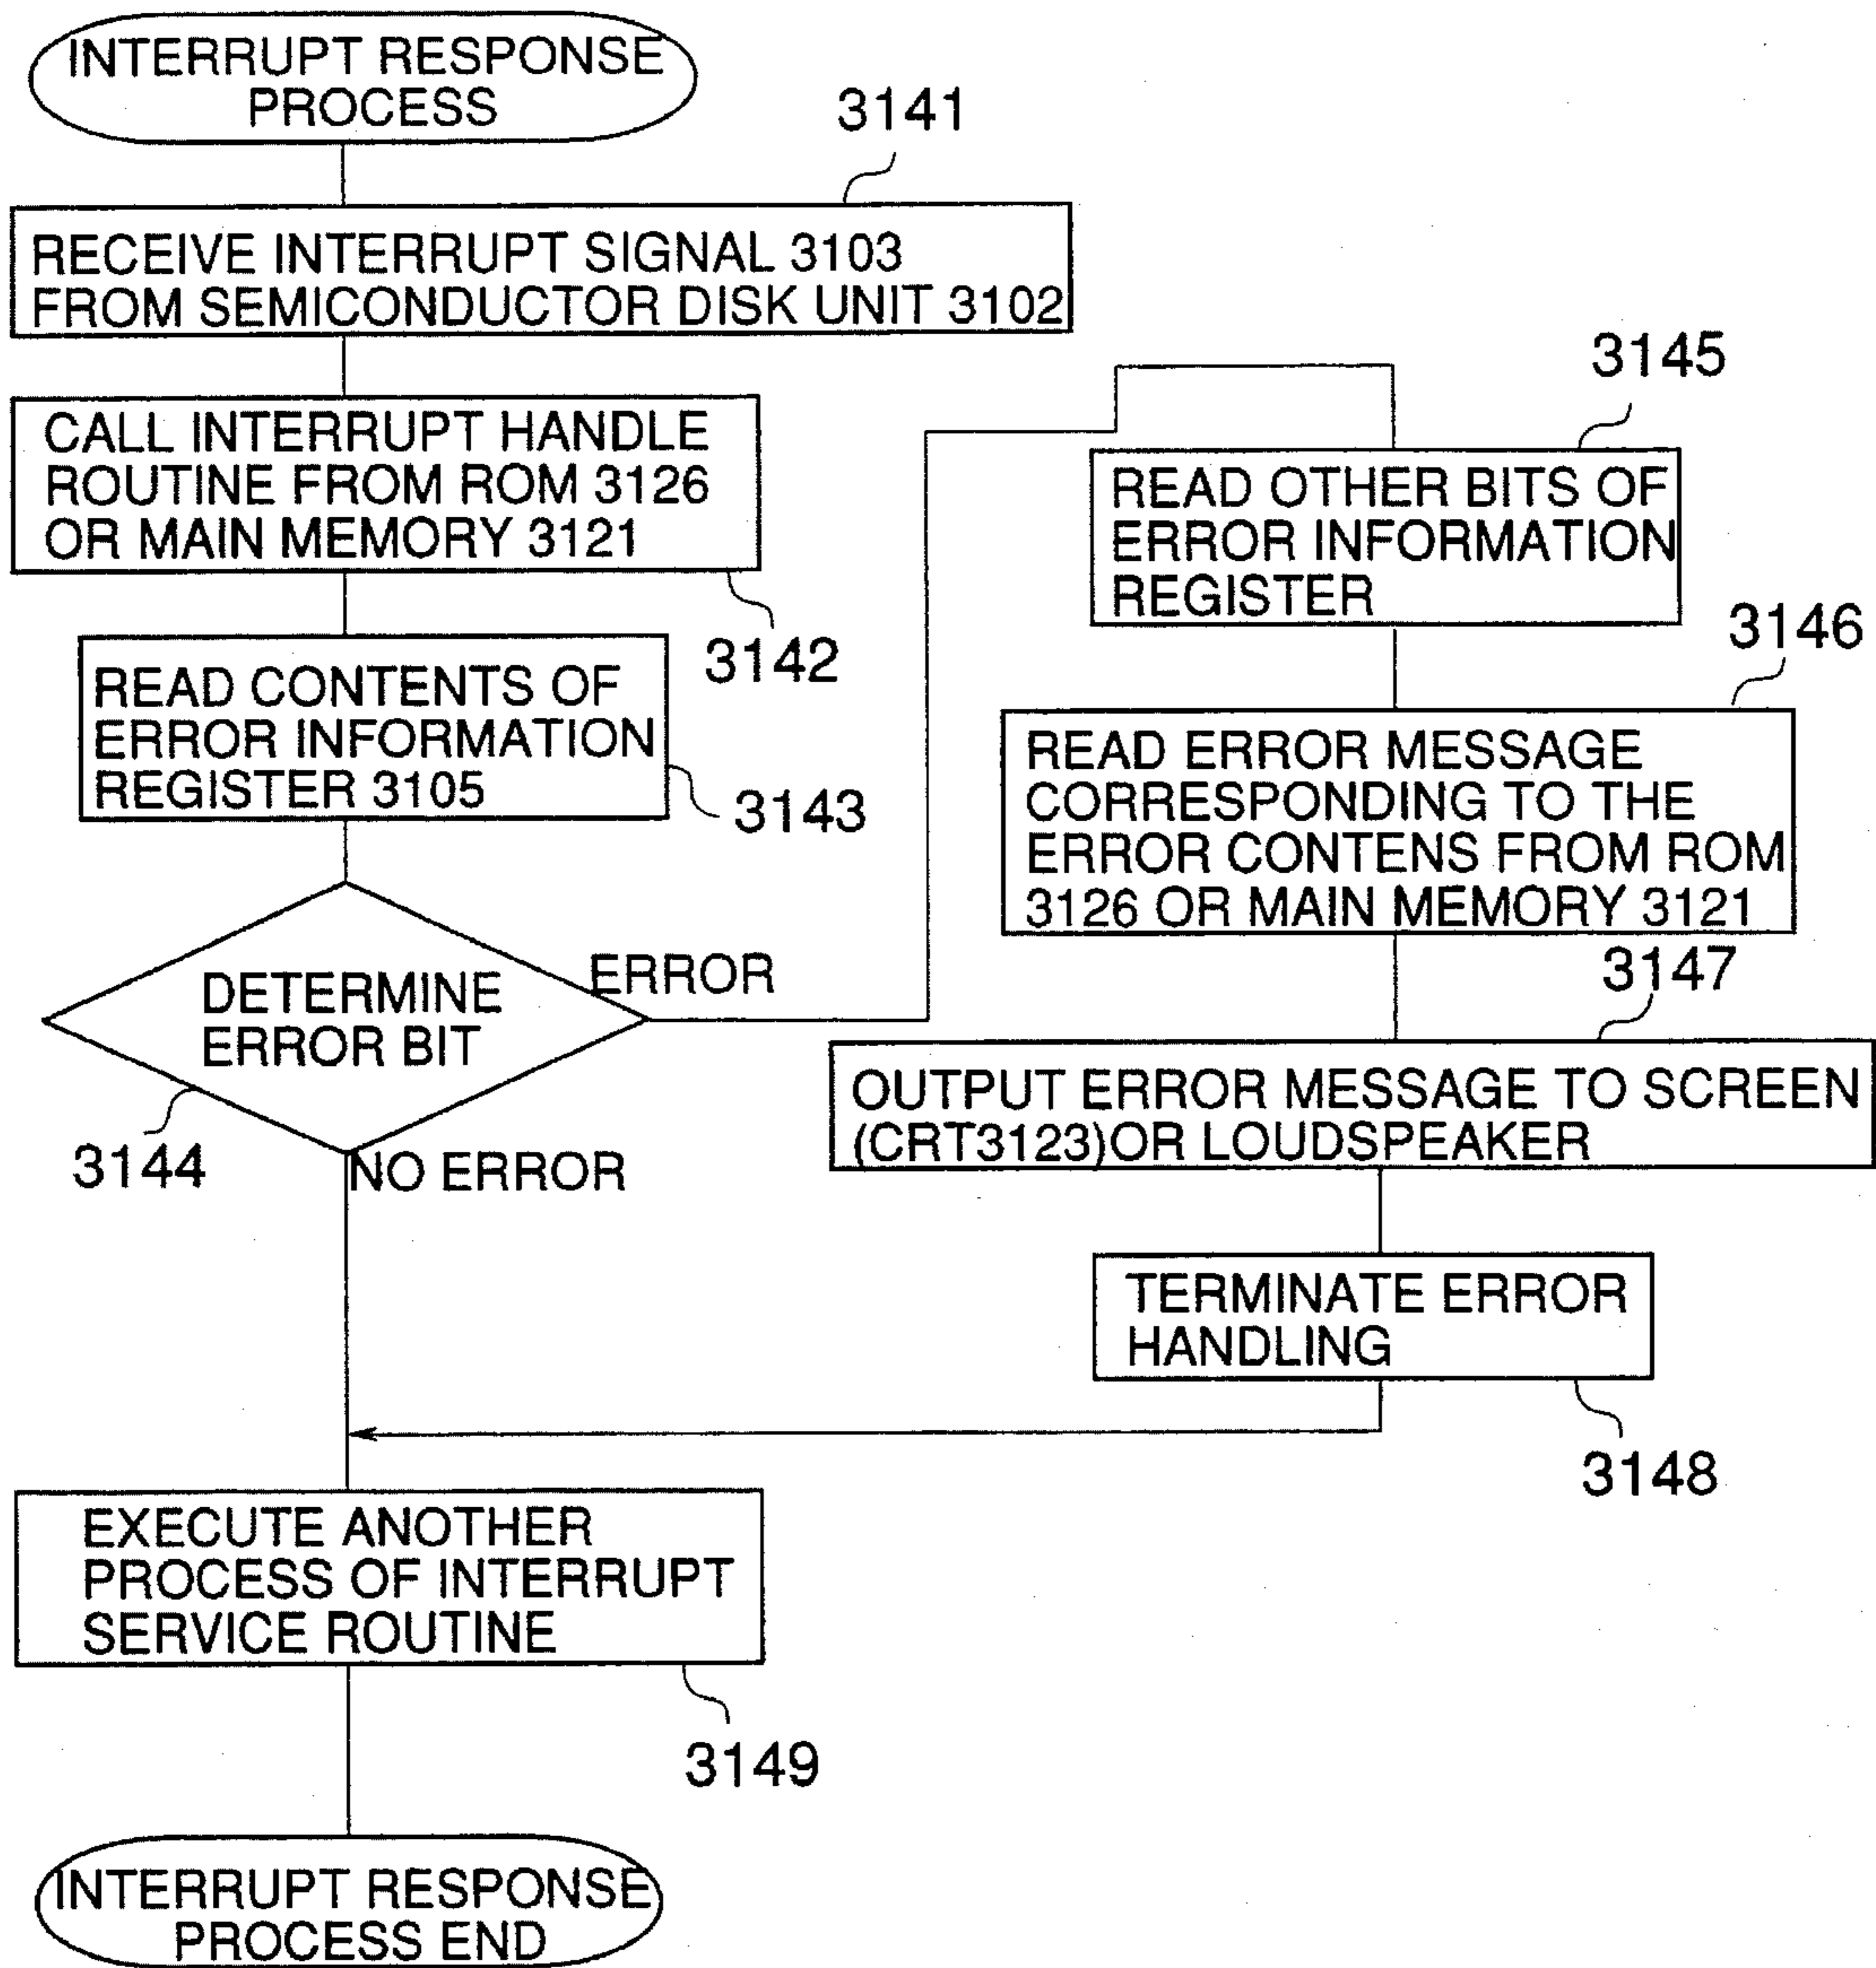 INTERRUPT RESPONSE
PROCESS
3141
RECEIVE INTERRUPT SIGNAL 3103
FROM SEMICONDUCTOR DISK UNIT 3102
CALL INTERRUPT HANDLE
ROUTINE FROM ROM 3126
OR MAIN MEMORY 3121
3142
READ CONTENTS OF
ERROR INFORMATION
REGISTER 3105
3143
DETERMINE
ERROR BIT
ERROR
3144
NO ERROR
3145
READ OTHER BITS OF
ERROR INFORMATION
REGISTER
3146
READ ERROR MESSAGE
CORRESPONDING TO THE
ERROR CONTENS FROM ROM
3126 OR MAIN MEMORY 3121
3147
OUTPUT ERROR MESSAGE TO SCREEN
(CRT3123)OR LOUDSPEAKER
TERMINATE ERROR
HANDLING
3148
EXECUTE ANOTHER
PROCESS OF INTERRUPT
SERVICE ROUTINE
3149
INTERRUPT RESPONSE
PROCESS END